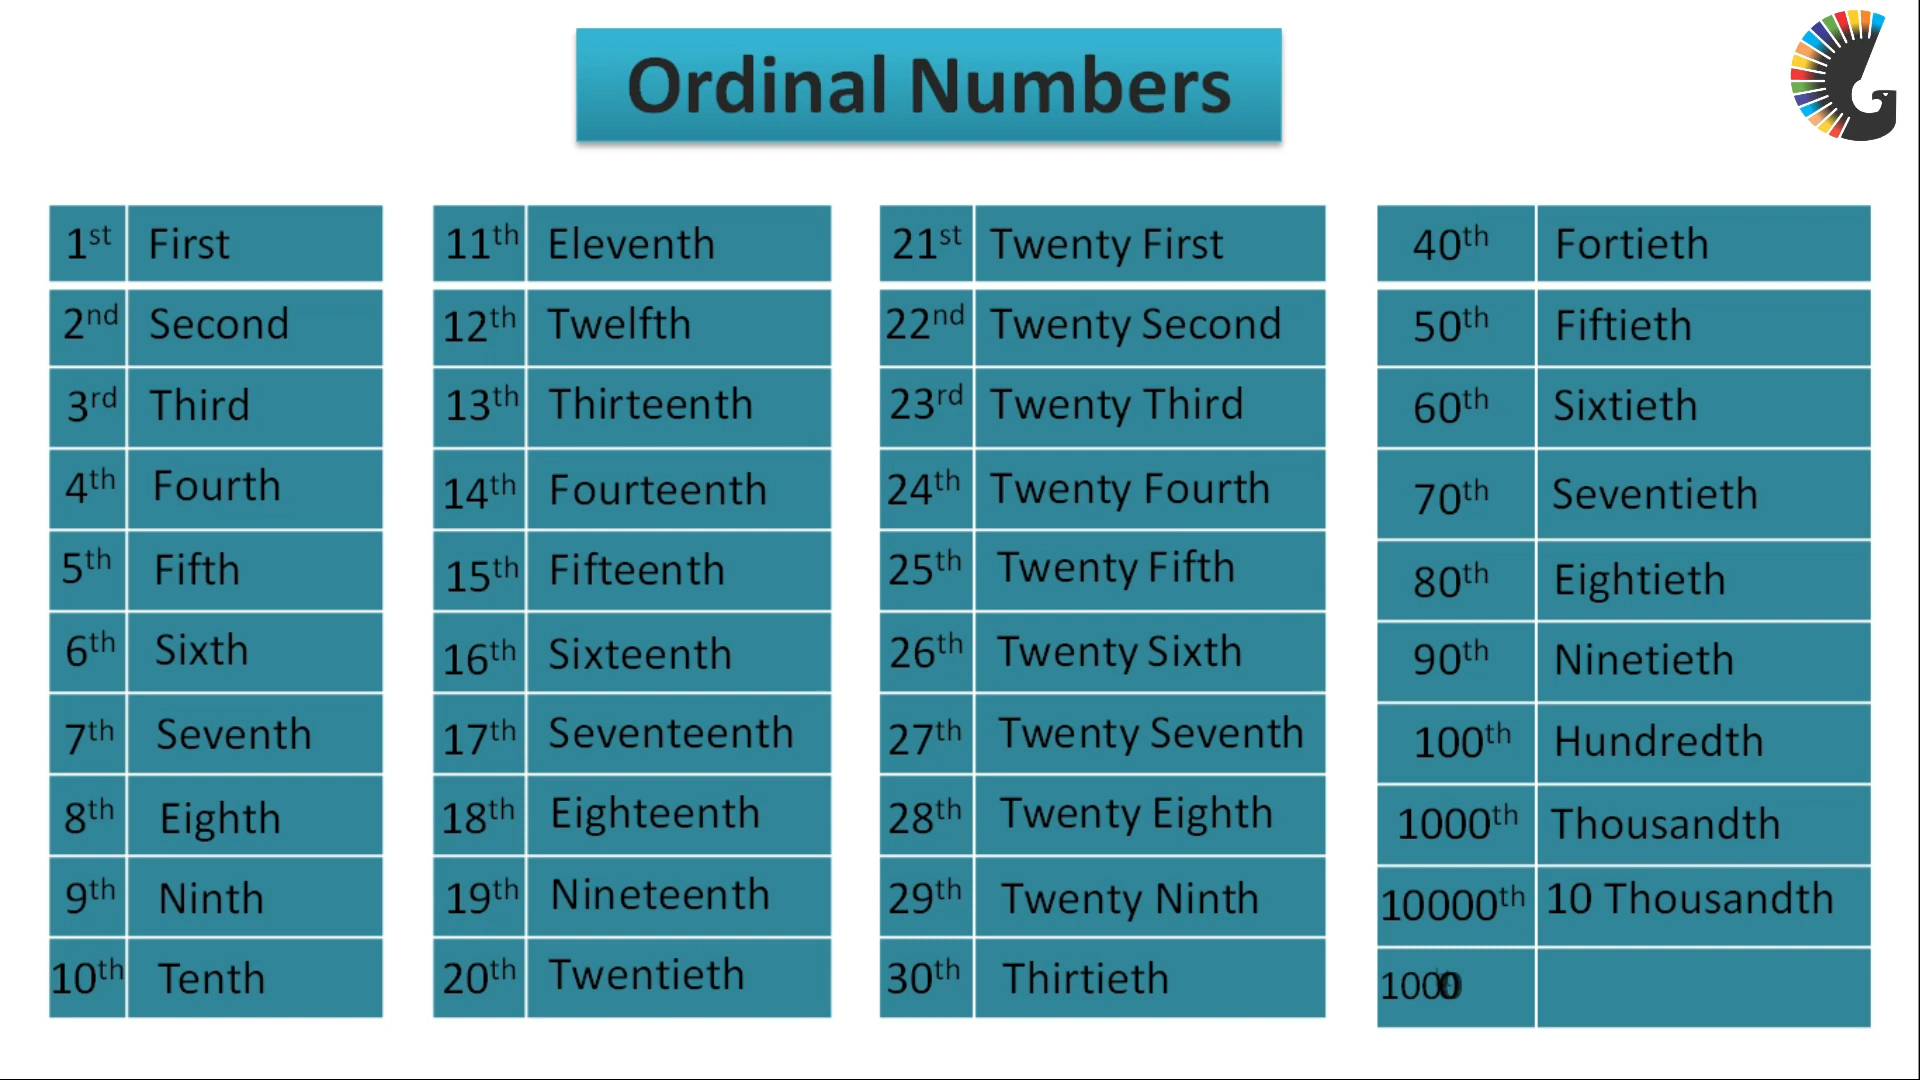 Ordinal Numbers
1st First
2nd Second
3rd Third
4th Fourth
5th Fifth
6th Sixth
7th Seventh
8th Eighth
9th Ninth
10th Tenth
11th Eleventh
12th Twelfth
13th Thirteenth
14th Fourteenth
15th Fifteenth
16th Sixteenth
17th Seventeenth
18th Eighteenth
19th Nineteenth
20th Twentieth
21st Twenty First
22nd Twenty Second
23rd Twenty Third
24th Twenty Fourth
25th Twenty Fifth
26th Twenty Sixth
27th Twenty Seventh
28th Twenty Eighth
29th Twenty Ninth
30th Thirtieth
40th Fortieth
50th Fiftieth
60th Sixtieth
70th Seventieth
80th Eightieth
90th Ninetieth
100th Hundredth
1000th Thousandth
10000th 10 Thousandth